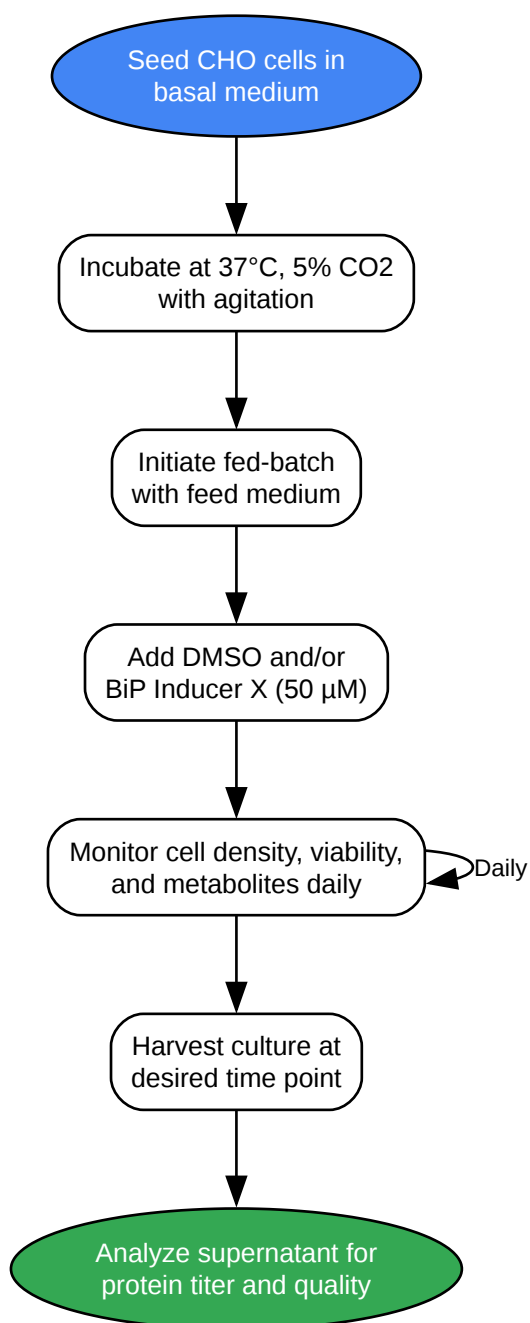 Seed CHO cells in
basal medium
Incubate at 37°C, 5% CO2
with agitation
Initiate fed-batch
with feed medium
Add DMSO and/or
BiP Inducer X (50 µM)
Monitor cell density, viability,
and metabolites daily
Daily
Harvest culture at
desired time point
Analyze supernatant for
protein titer and quality